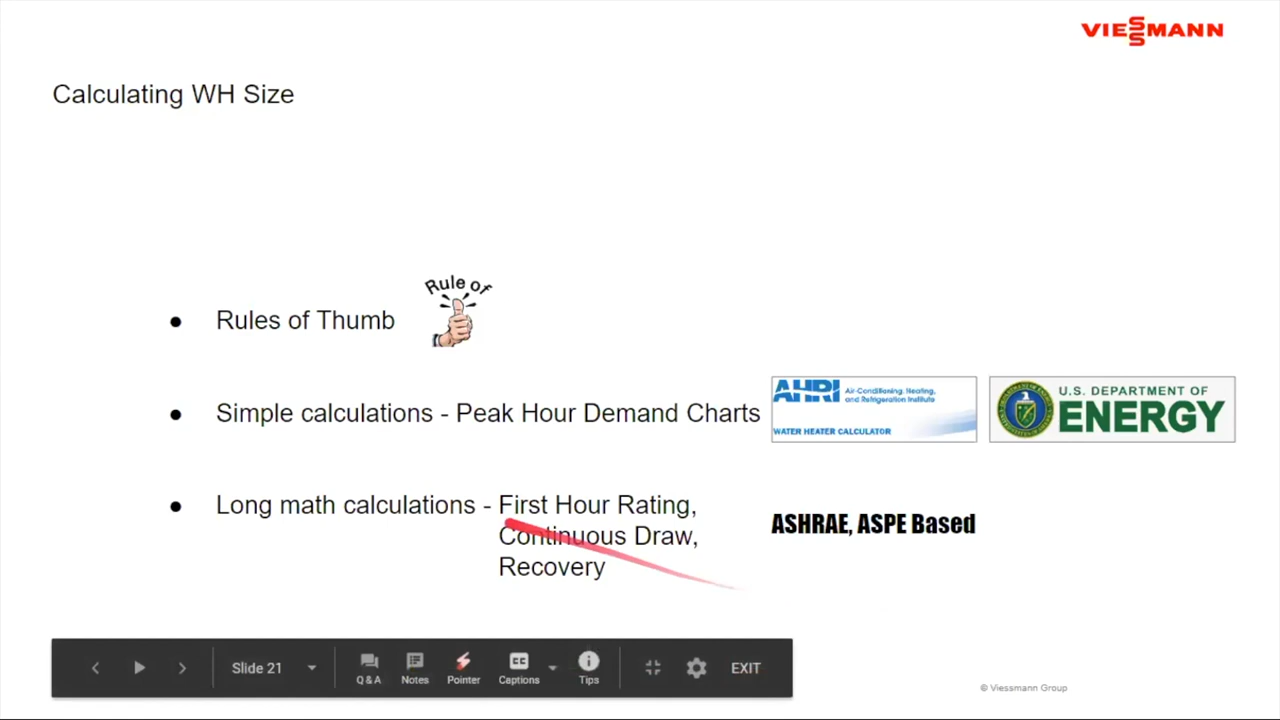 VIESSMANN
Calculating WH Size
Rule of
● Rules of Thumb
● Simple calculations - Peak Hour Demand Charts
AHRI Air-Conditioning, Heating,
and Refrigeration Institute
WATER HEATER CALCULATOR
U.S. DEPARTMENT OF
ENERGY
● Long math calculations - First Hour Rating,
Continuous Draw,
Recovery
ASHRAE, ASPE Based
Slide 21
Q&A
Notes
Pointer
CC
Captions
Tips
EXIT
© Viessmann Group